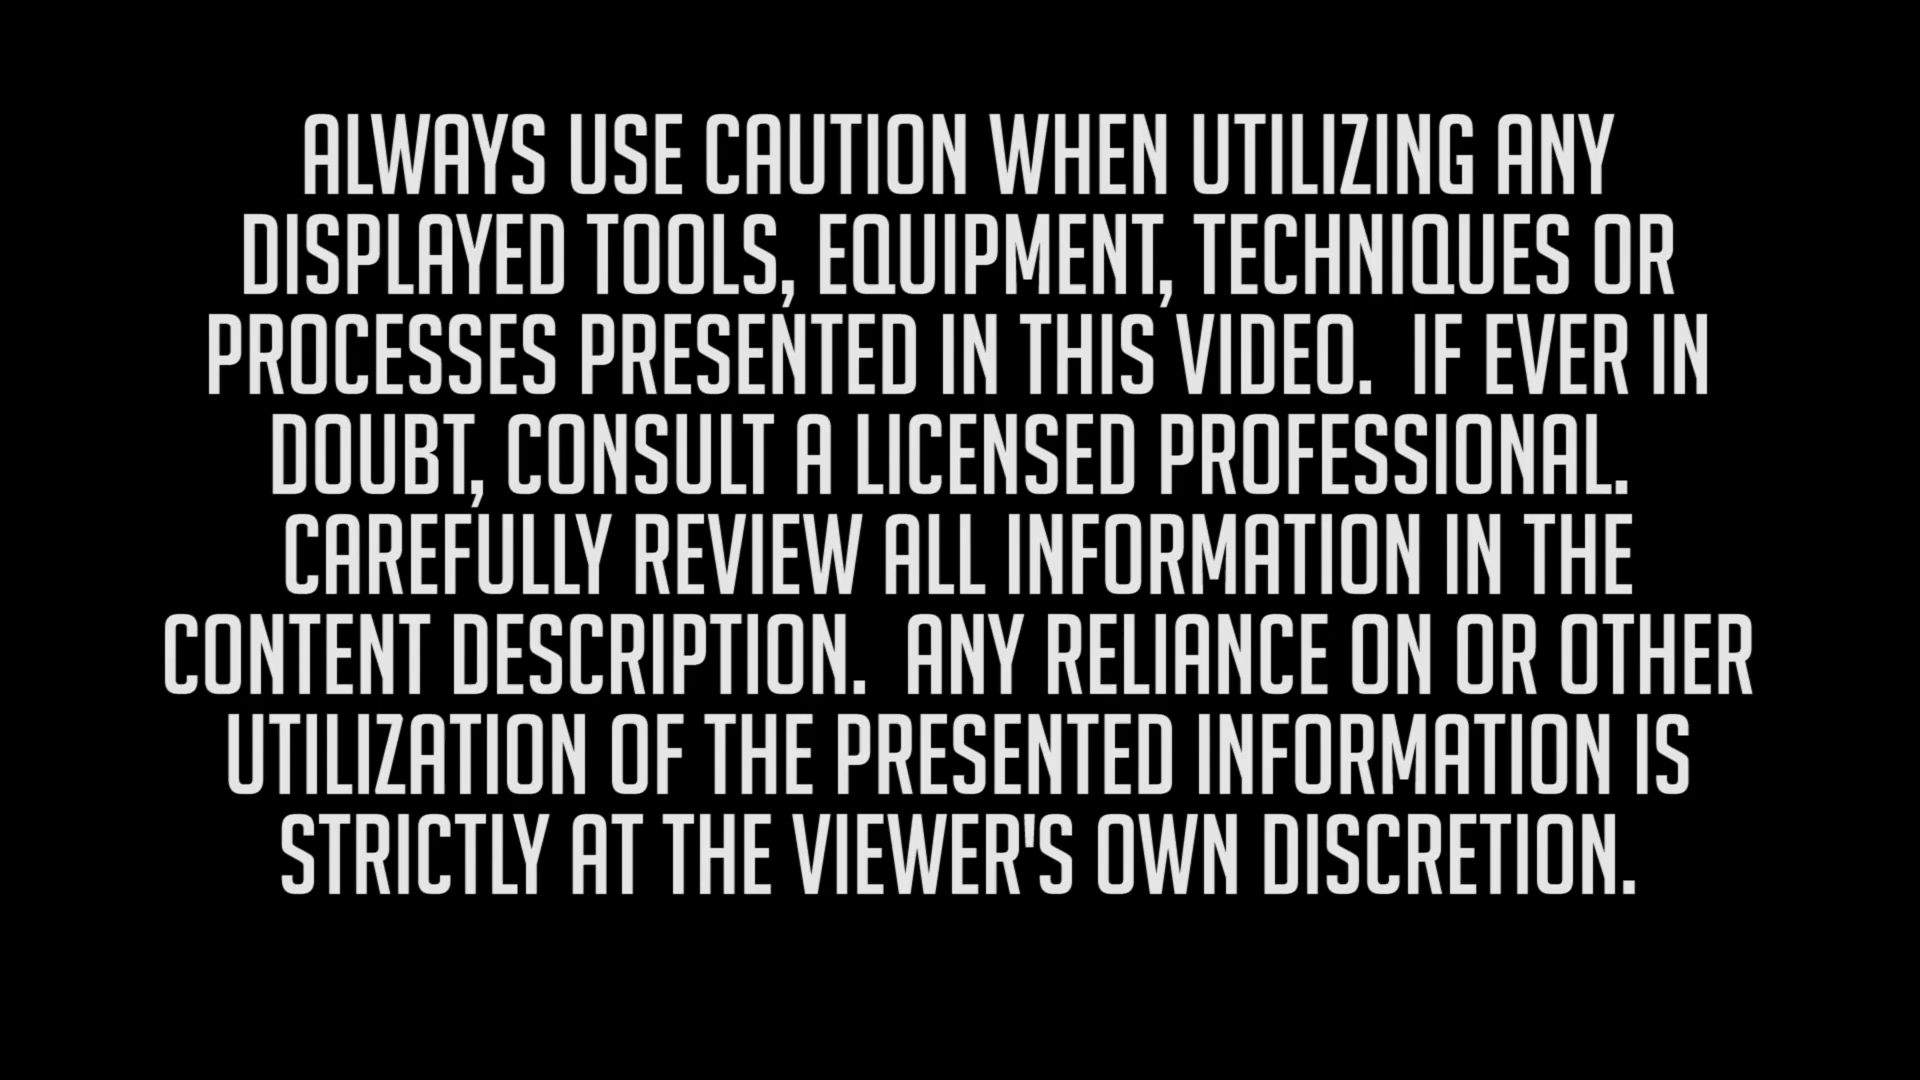 ALWAYS USE CAUTION WHEN UTILIZING ANY
DISPLAYED TOOLS, EQUIPMENT, TECHNIQUES OR
PROCESSES PRESENTED IN THIS VIDEO.  IF EVER IN
DOUBT, CONSULT A LICENSED PROFESSIONAL.
CAREFULLY REVIEW ALL INFORMATION IN THE
CONTENT DESCRIPTION.  ANY RELIANCE ON OR OTHER
UTILIZATION OF THE PRESENTED INFORMATION IS
STRICTLY AT THE VIEWER'S OWN DISCRETION.